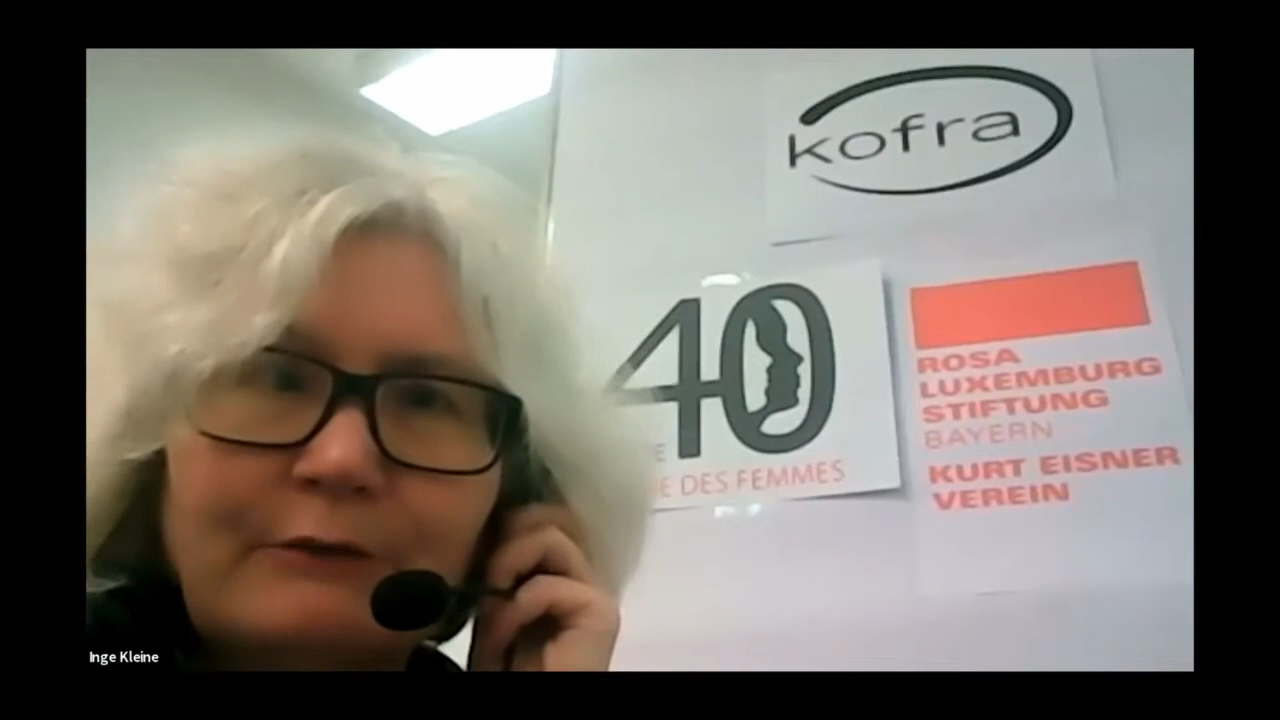 kofra
40
E
E DES FEMMES
ROSA
LUXEMBURG
STIFTUNG
BAYERN
KURT EISNER
VEREIN
Inge Kleine